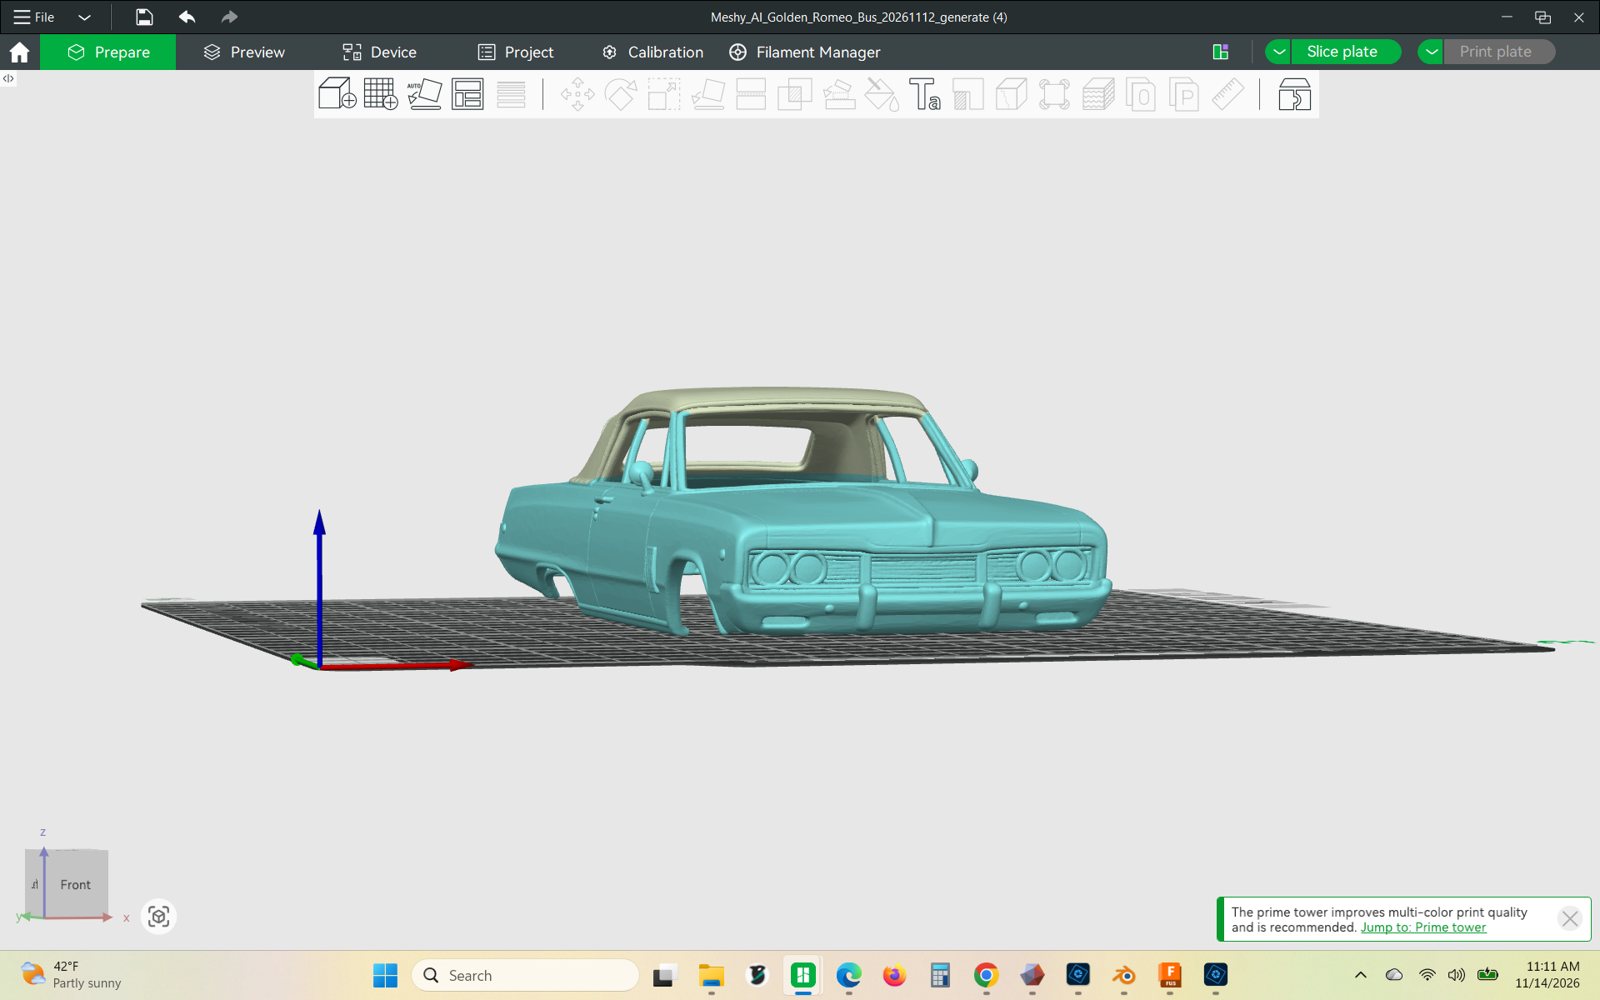 File
Meshy_AI_Golden_Romeo_Bus_20261112_generate (4)
Prepare
Preview
Device
Project
Calibration
Filament Manager
Slice plate
Print plate
AUTO
Ta
O
P
z
Front
y
x
The prime tower improves multi-color print quality
and is recommended. Jump to: Prime tower
42°F
Partly sunny
Search
F
FUS
11:11 AM
11/14/2026